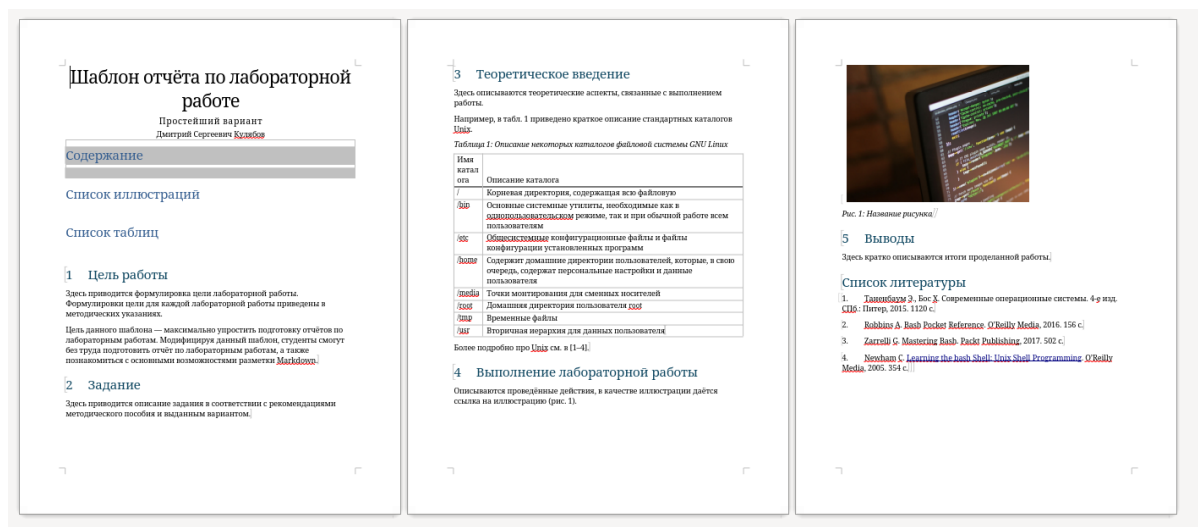 Шаблон отчёта по лабораторной
работе
Простейший вариант
Дмитрий Сергеевич Кулябов
Содержание
Список иллюстраций
Список таблиц
1 Цель работы
Здесь приводится формулировка цели лабораторной работы.
Формулировки цели для каждой лабораторной работы приведены в
методических указаниях.
Цель данного шаблона — максимально упростить подготовку отчётов по
лабораторным работам. Модифицируя данный шаблон, студенты смогут
без труда подготовить отчёт по лабораторным работам, а также
познакомиться с основными возможностями разметки Markdown.
2 Задание
Здесь приводится описание задания в соответствии с рекомендациями
методического пособия и выданным вариантом.
3 Теоретическое введение
Здесь описываются теоретические аспекты, связанные с выполнением
работы.
Например, в табл. 1 приведено краткое описание стандартных каталогов
Unix.
Таблица 1: Описание некоторых каталогов файловой системы GNU Linux
Имя
катал
ога Описание каталога
/ Корневая директория, содержащая всю файловую
/bin Основные системные утилиты, необходимые как в
однопользовательском режиме, так и при обычной работе всем
пользователям
/etc Общесистемные конфигурационные файлы и файлы
конфигурации установленных программ
/home Содержит домашние директории пользователей, которые, в свою
очередь, содержат персональные настройки и данные
пользователя
/media Точки монтирования для сменных носителей
/root Домашняя директория пользователя root
/tmp Временные файлы
/usr Вторичная иерархия для данных пользователя
Более подробно про Unix см. в [1–4].
4 Выполнение лабораторной работы
Описываются проведённые действия, в качестве иллюстрации даётся
ссылка на иллюстрацию (рис. 1).
Рис. 1: Название рисунка
5 Выводы
Здесь кратко описываются итоги проделанной работы.
Список литературы
1. Таненбаум Э., Бос Х. Современные операционные системы. 4-е изд.
СПб.: Питер, 2015. 1120 с.
2. Robbins A. Bash Pocket Reference. O'Reilly Media, 2016. 156 с.
3. Zarrelli G. Mastering Bash. Packt Publishing, 2017. 502 с.
4. Newham C. Learning the bash Shell: Unix Shell Programming. O'Reilly
Media, 2005. 354 с.